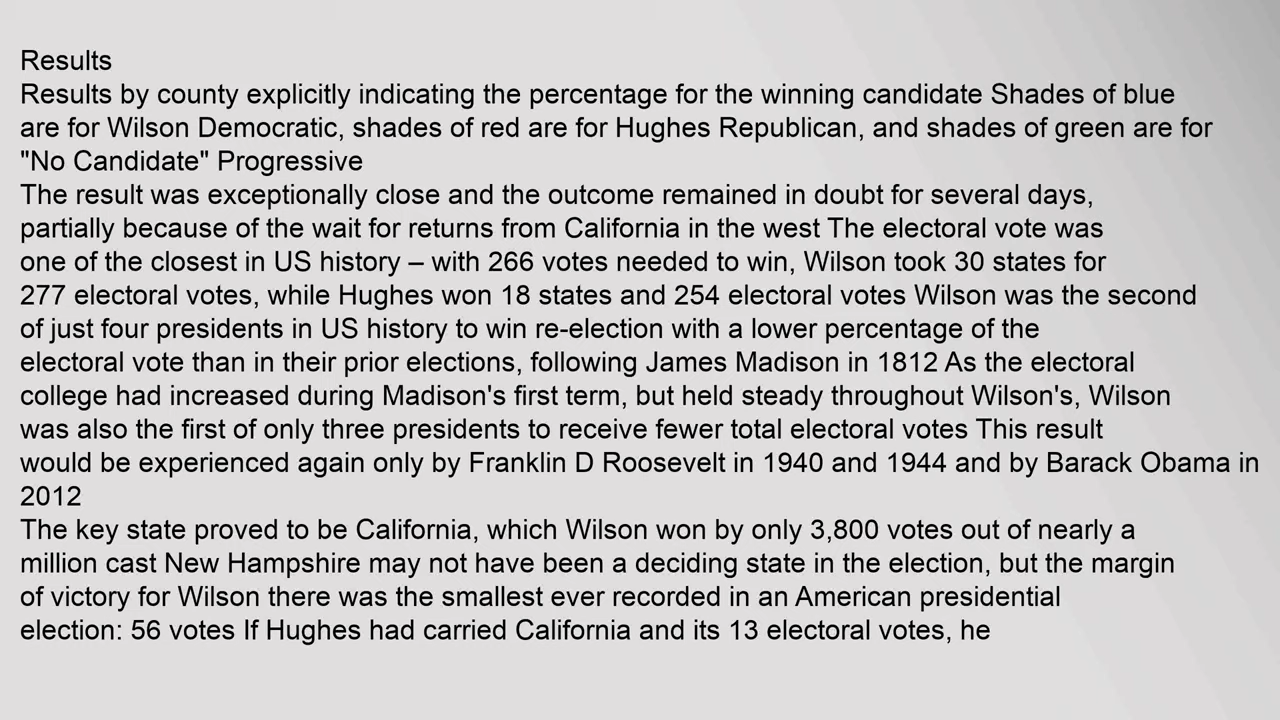 Results
Results by county explicitly indicating the percentage for the winning candidate Shades of blue
are for Wilson Democratic, shades of red are for Hughes Republican, and shades of green are for
"No Candidate" Progressive
The result was exceptionally close and the outcome remained in doubt for several days,
partially because of the wait for returns from California in the west The electoral vote was
one of the closest in US history – with 266 votes needed to win, Wilson took 30 states for
277 electoral votes, while Hughes won 18 states and 254 electoral votes Wilson was the second
of just four presidents in US history to win re-election with a lower percentage of the
electoral vote than in their prior elections, following James Madison in 1812 As the electoral
college had increased during Madison's first term, but held steady throughout Wilson's, Wilson
was also the first of only three presidents to receive fewer total electoral votes This result
would be experienced again only by Franklin D Roosevelt in 1940 and 1944 and by Barack Obama in
2012
The key state proved to be California, which Wilson won by only 3,800 votes out of nearly a
million cast New Hampshire may not have been a deciding state in the election, but the margin
of victory for Wilson there was the smallest ever recorded in an American presidential
election: 56 votes If Hughes had carried California and its 13 electoral votes, he